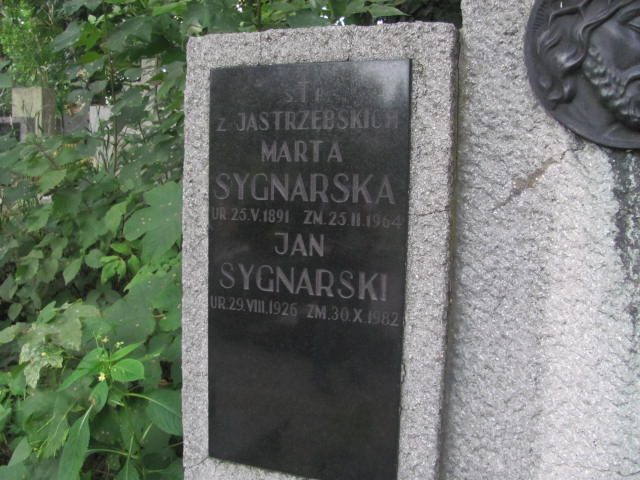 Ś.†P.
Z JASTRZĘBSKICH
MARTA
SYGNARSKA
UR.25.V.1891 ZM.25.II.1964
JAN
SYGNARSKI
UR.29.VIII.1926 ZM.30.X.1982